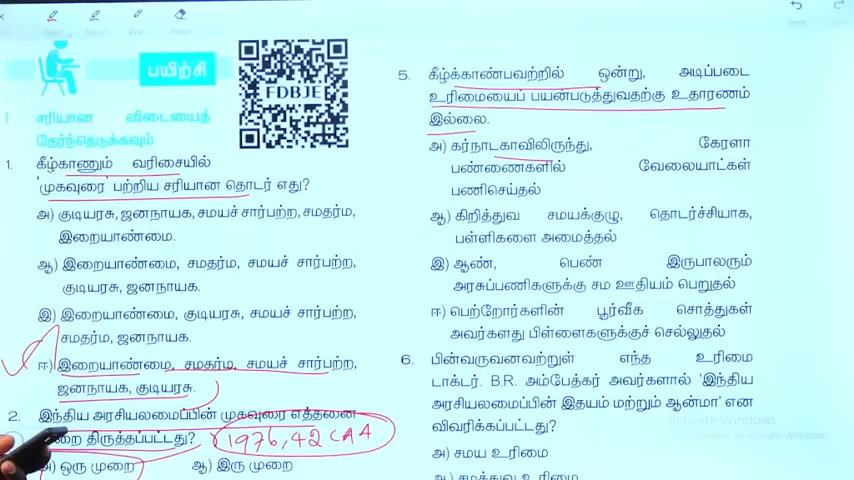 பயிற்சி
FDBJE
I சரியான விடையைத்
தேர்ந்தெடுக்கவும்
1. கீழ்காணும் வரிசையில்
'முகவுரை' பற்றிய சரியான தொடர் எது?
அ) குடியரசு, ஜனநாயக, சமயச் சார்பற்ற, சமதர்ம,
இறையாண்மை.
ஆ) இறையாண்மை, சமதர்ம, சமயச் சார்பற்ற,
குடியரசு, ஜனநாயக.
இ) இறையாண்மை, குடியரசு, சமயச் சார்பற்ற,
சமதர்ம, ஜனநாயக.
ஈ) இறையாண்மை, சமதர்ம, சமயச் சார்பற்ற,
ஜனநாயக, குடியரசு.
2. இந்திய அரசியலமைப்பின் முகவுரை எத்தனை
முறை திருத்தப்பட்டது? 1976, 42 CAA
அ) ஒரு முறை ஆ) இரு முறை
5. கீழ்க்காண்பவற்றில் ஒன்று, அடிப்படை
உரிமையைப் பயன்படுத்துவதற்கு உதாரணம்
இல்லை.
அ) கர்நாடகாவிலிருந்து, கேரளா
பண்ணைகளில் வேலையாட்கள்
பணிசெய்தல்
ஆ) கிறித்துவ சமயக்குழு, தொடர்ச்சியாக,
பள்ளிகளை அமைத்தல்
இ) ஆண், பெண் இருபாலரும்
அரசுப்பணிகளுக்கு சம ஊதியம் பெறுதல்
ஈ) பெற்றோர்களின் பூர்வீக சொத்துகள்
அவர்களது பிள்ளைகளுக்குச் செல்லுதல்
6. பின்வருவனவற்றுள் எந்த உரிமை
டாக்டர். B.R. அம்பேத்கர் அவர்களால் 'இந்திய
அரசியலமைப்பின் இதயம் மற்றும் ஆன்மா' என
விவரிக்கப்பட்டது?
அ) சமய உரிமை
ஆ) சமத்துவ உரிமை
Activate Windows